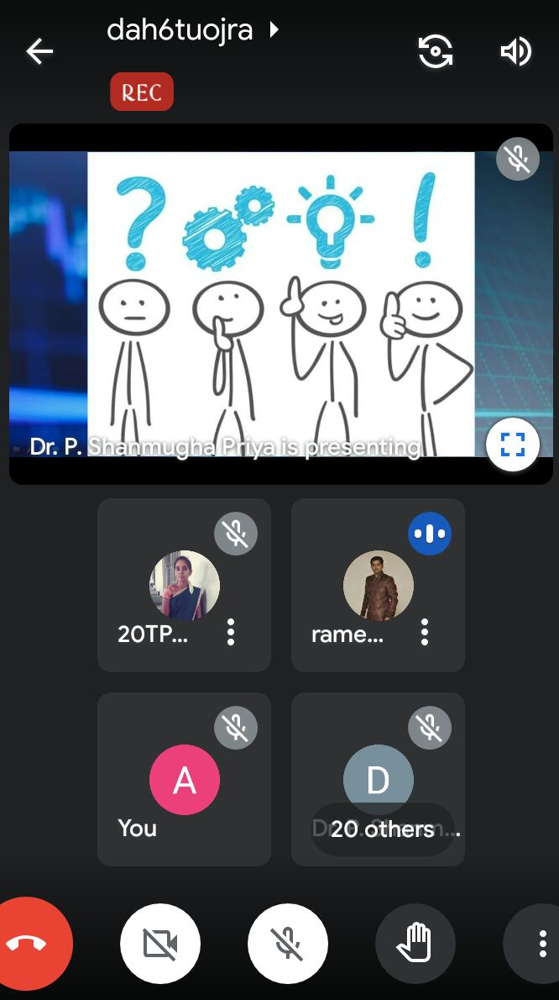 dah6tuojra
REC
Dr. P. Shanmugha Priya is presenting
20TP...
rame...
A
D
You
20 others